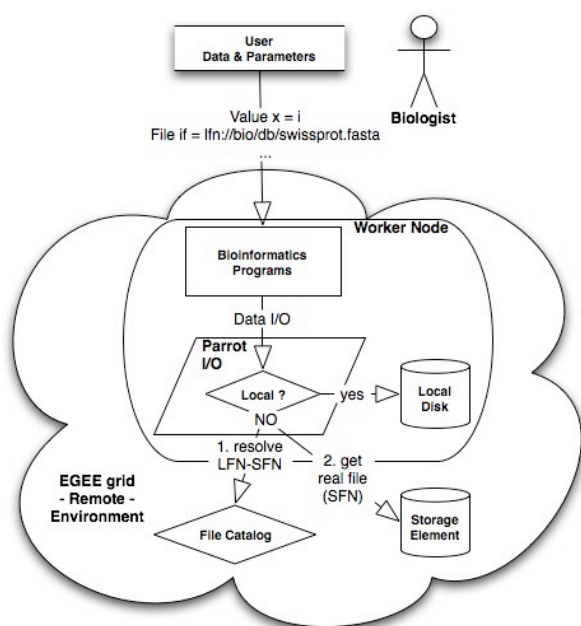 User
Data & Parameters
Value x = i
File if = lfn://bio/db/swissprot.fasta
...
Biologist
Worker Node
Bioinformatics
Programs
Data I/O
Parrot
I/O
Local ?
yes
Local
Disk
NO
1. resolve
LFN-SFN
2. get
real file
(SFN)
EGEE grid
- Remote -
Environment
File Catalog
Storage
Element